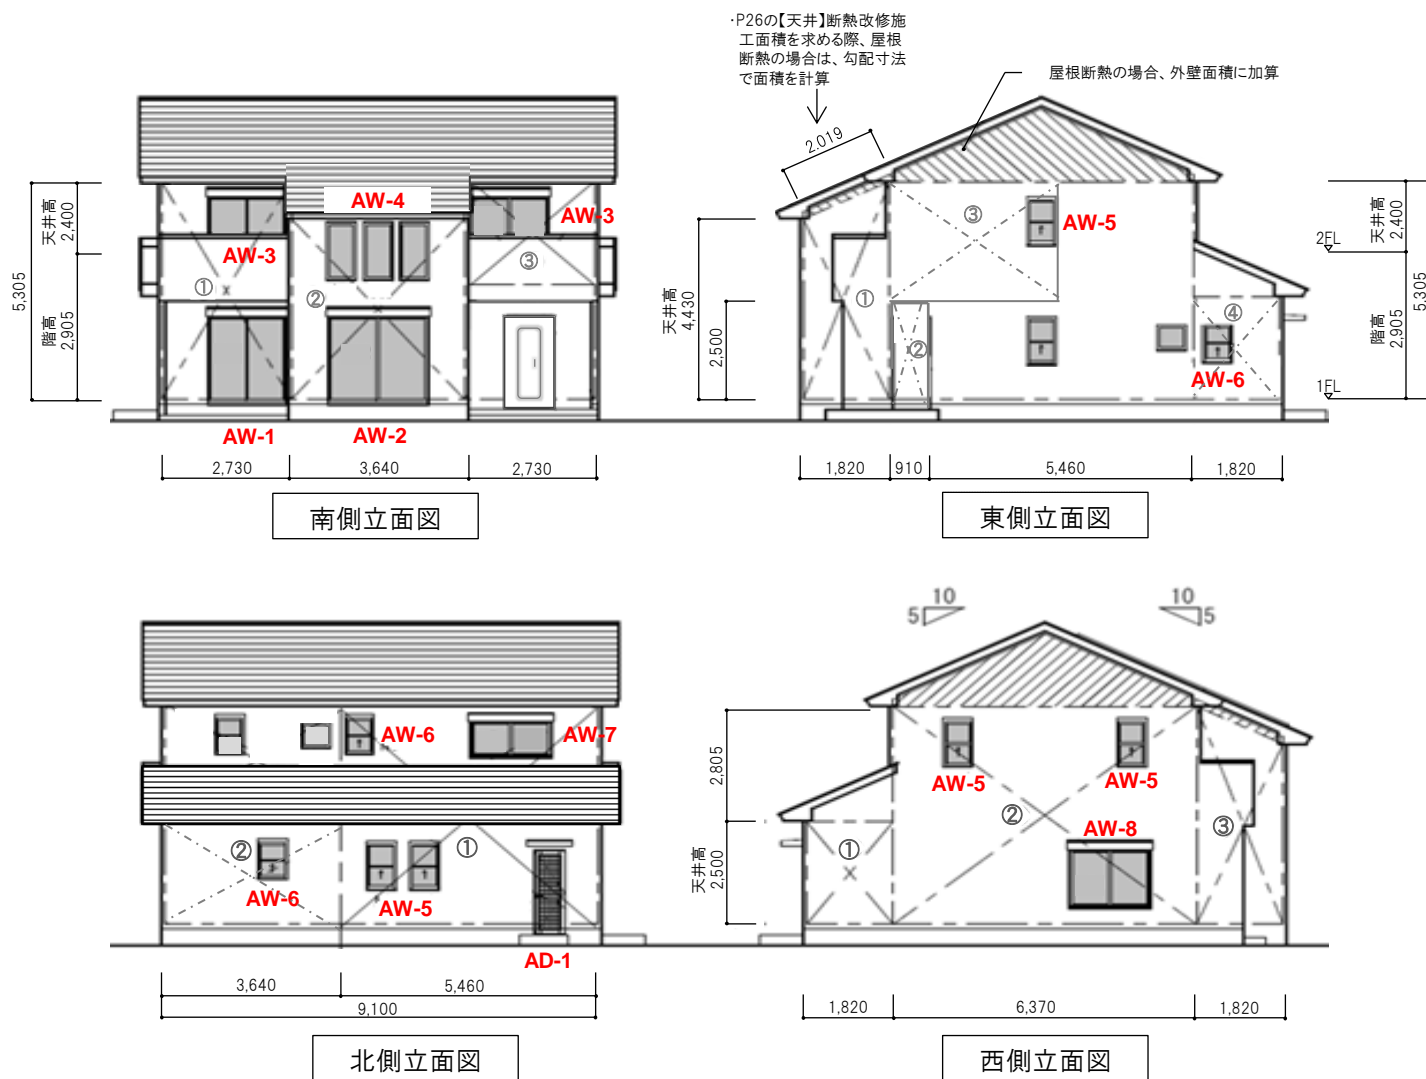 ・P26の【天井】断熱改修施
工面積を求める際、屋根
断熱の場合は、勾配寸法
で面積を計算
屋根断熱の場合、外壁面積に加算
2.019
AW-4
AW-3
AW-3
①
②
③
天井高
2,400
5,305
階高
2,905
AW-1
AW-2
2,730
3,640
2,730
南側立面図
③
AW-5
①
②
④
AW-6
天井高
4,430
2,500
2FL
1FL
天井高
2,400
階高
2,905
5,305
1,820
910
5,460
1,820
東側立面図
AW-6
AW-7
②
①
AW-6
AW-5
AD-1
3,640
5,460
9,100
北側立面図
10
5
10
5
AW-5
AW-5
②
AW-8
①
③
2,805
天井高
2,500
1,820
6,370
1,820
西側立面図